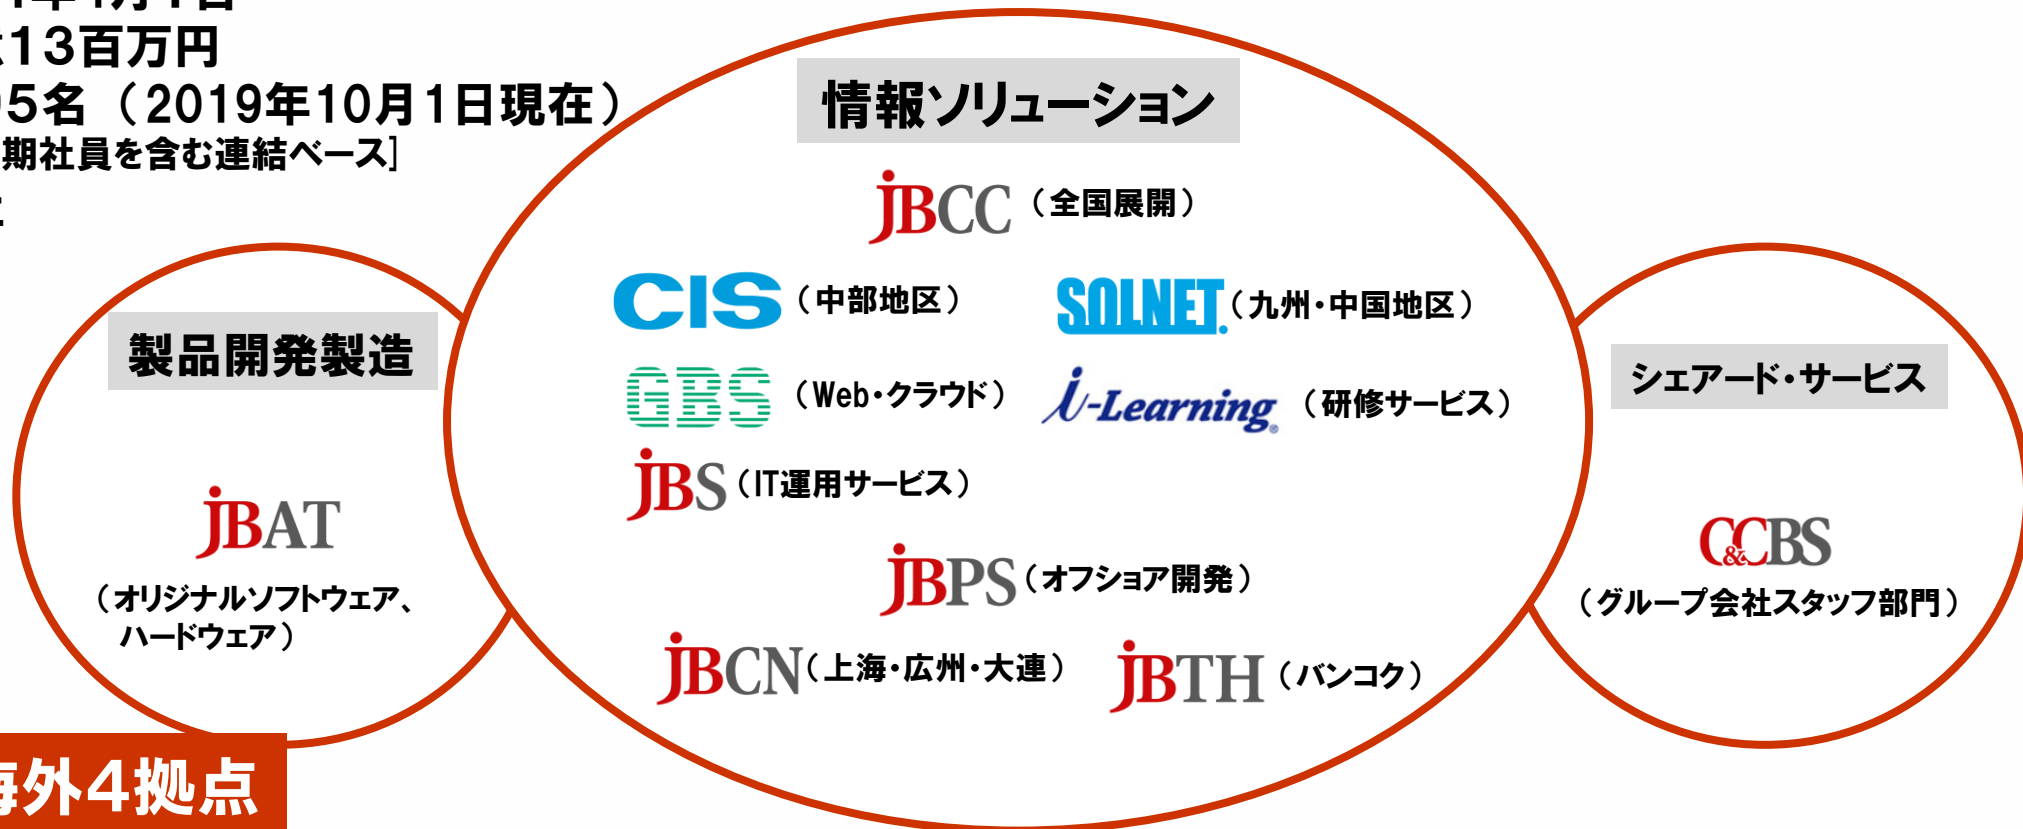 13百万円
5名（2019年10月1日現在）
期社員を含む連結ベース]
情報ソリューション
JBCC（全国展開）
CIS（中部地区）
SOLNET.（九州・中国地区）
GBS（Web・クラウド）
i-Learning®（研修サービス）
JBS（IT運用サービス）
JBPS（オフショア開発）
JBCN（上海・広州・大連）
JBTH（バンコク）
製品開発製造
JBAT
（オリジナルソフトウェア、
ハードウェア）
シェアード・サービス
C&CBS
（グループ会社スタッフ部門）
海外4拠点